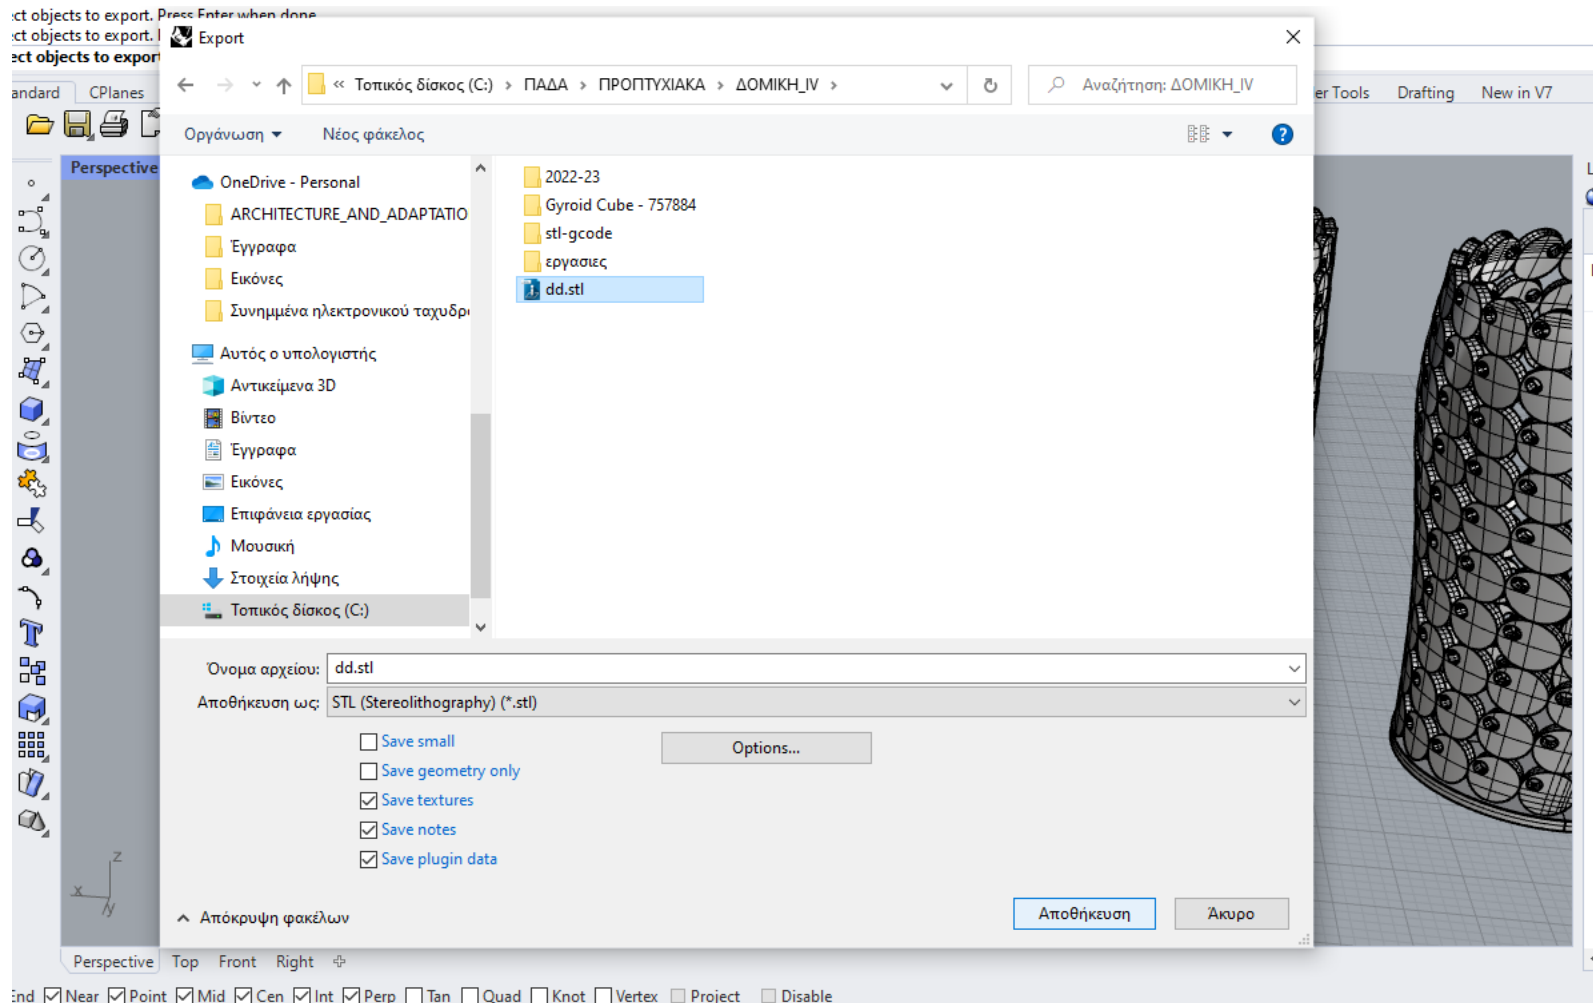 ect objects to export. Press Enter when done
ect objects to export.
ect objects to export
Export
« Τοπικός δίσκος (C:) › ΠΑΔΑ › ΠΡΟΠΤΥΧΙΑΚΑ › ΔΟΜΙΚΗ_IV ›
Αναζήτηση: ΔΟΜΙΚΗ_IV
andard CPlanes
er Tools Drafting New in V7
Οργάνωση Νέος φάκελος
?
Perspective
OneDrive - Personal
ARCHITECTURE_AND_ADAPTATIO
Έγγραφα
Εικόνες
Συνημμένα ηλεκτρονικού ταχυδρο
Αυτός ο υπολογιστής
Αντικείμενα 3D
Βίντεο
Έγγραφα
Εικόνες
Επιφάνεια εργασίας
Μουσική
Στοιχεία λήψης
Τοπικός δίσκος (C:)
2022-23
Gyroid Cube - 757884
stl-gcode
εργασιες
dd.stl
Όνομα αρχείου: dd.stl
Αποθήκευση ως: STL (Stereolithography) (*.stl)
Save small
Save geometry only
Save textures
Save notes
Save plugin data
Options...
Απόκρυψη φακέλων
Αποθήκευση Άκυρο
z
x
y
Perspective Top Front Right
End Near Point Mid Cen Int Perp Tan Quad Knot Vertex Project Disable